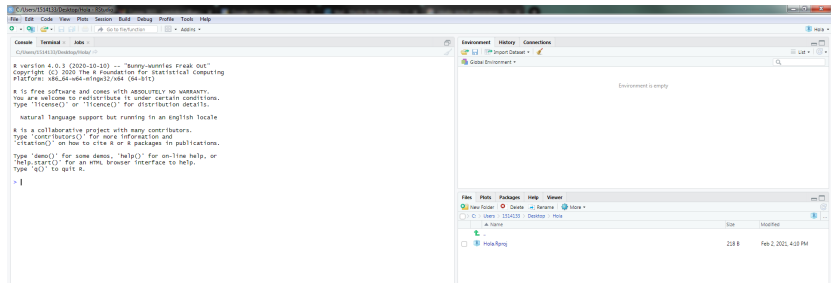 C:/Users/1514133/Desktop/Hola - RStudio
File Edit Code View Plots Session Build Debug Profile Tools Help
Go to file/function Addins
Hola
Console Terminal Jobs
C:/Users/1514133/Desktop/Hola/
R version 4.0.3 (2020-10-10) -- "Bunny-Wunnies Freak Out"
Copyright (C) 2020 The R Foundation for Statistical Computing
Platform: x86_64-w64-mingw32/x64 (64-bit)
R is free software and comes with ABSOLUTELY NO WARRANTY.
You are welcome to redistribute it under certain conditions.
Type 'license()' or 'licence()' for distribution details.
Natural language support but running in an English locale
R is a collaborative project with many contributors.
Type 'contributors()' for more information and
'citation()' on how to cite R or R packages in publications.
Type 'demo()' for some demos, 'help()' for on-line help, or
'help.start()' for an HTML browser interface to help.
Type 'q()' to quit R.
>
Environment History Connections
Import Dataset
List
Global Environment
Environment is empty
Files Plots Packages Help Viewer
New Folder Delete Rename More
C: Users 1514133 Desktop Hola
Name Size Modified
..
Hola.Rproj 218 B Feb 2, 2021, 4:10 PM